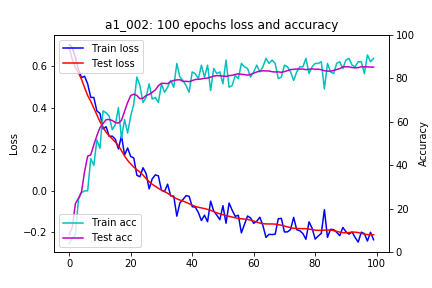 a1_002: 100 epochs loss and accuracy
Train loss
Test loss
Train acc
Test acc
Loss
0.6
0.4
0.2
0.0
−0.2
Accuracy
100
80
60
40
20
0
0
20
40
60
80
100